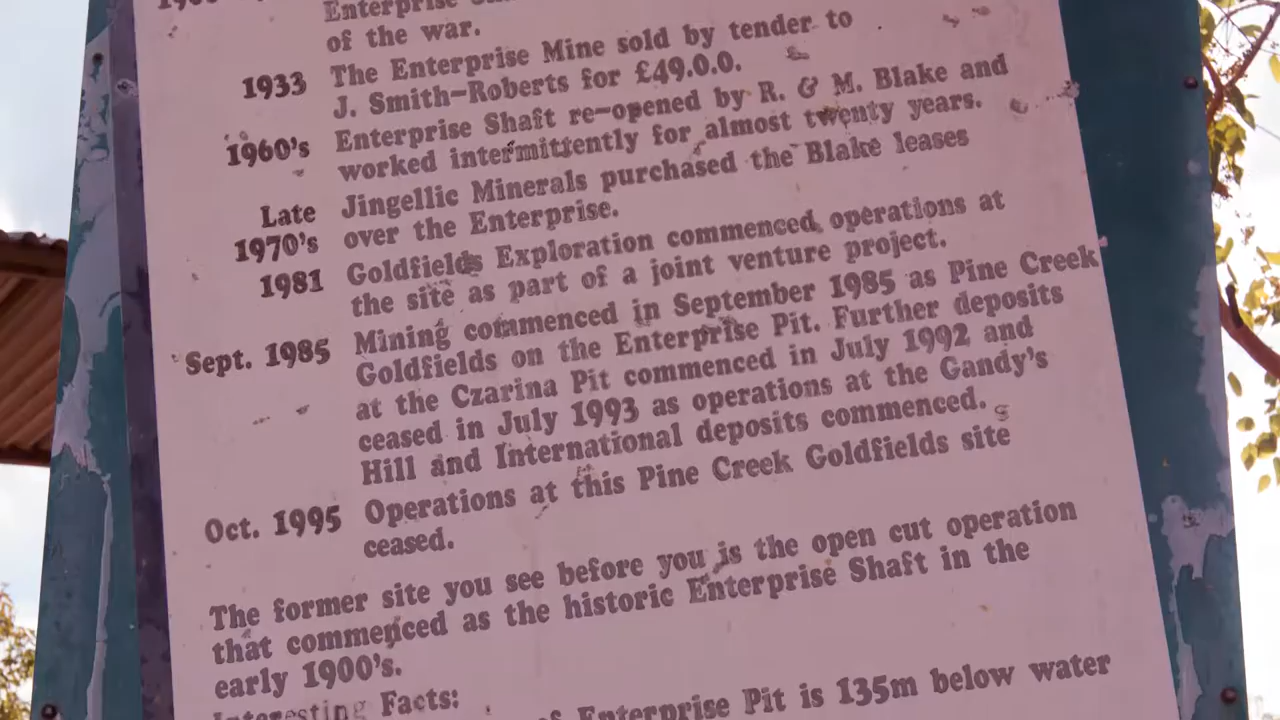 Enterprise
of the war.
1933 The Enterprise Mine sold by tender to
J. Smith-Roberts for £49.0.0.
1960's Enterprise Shaft re-opened by R. & M. Blake and
worked intermittently for almost twenty years.
Late Jingellic Minerals purchased the Blake leases
1970's over the Enterprise.
1981 Goldfields Exploration commenced operations at
the site as part of a joint venture project.
Sept. 1985 Mining commenced in September 1985 as Pine Creek
Goldfields on the Enterprise Pit. Further deposits
at the Czarina Pit commenced in July 1992 and
ceased in July 1993 as operations at the Gandy's
Hill and International deposits commenced.
Oct. 1995 Operations at this Pine Creek Goldfields site
ceased.
The former site you see before you is the open cut operation
that commenced as the historic Enterprise Shaft in the
early 1900's.
Interesting Facts:
Enterprise Pit is 135m below water